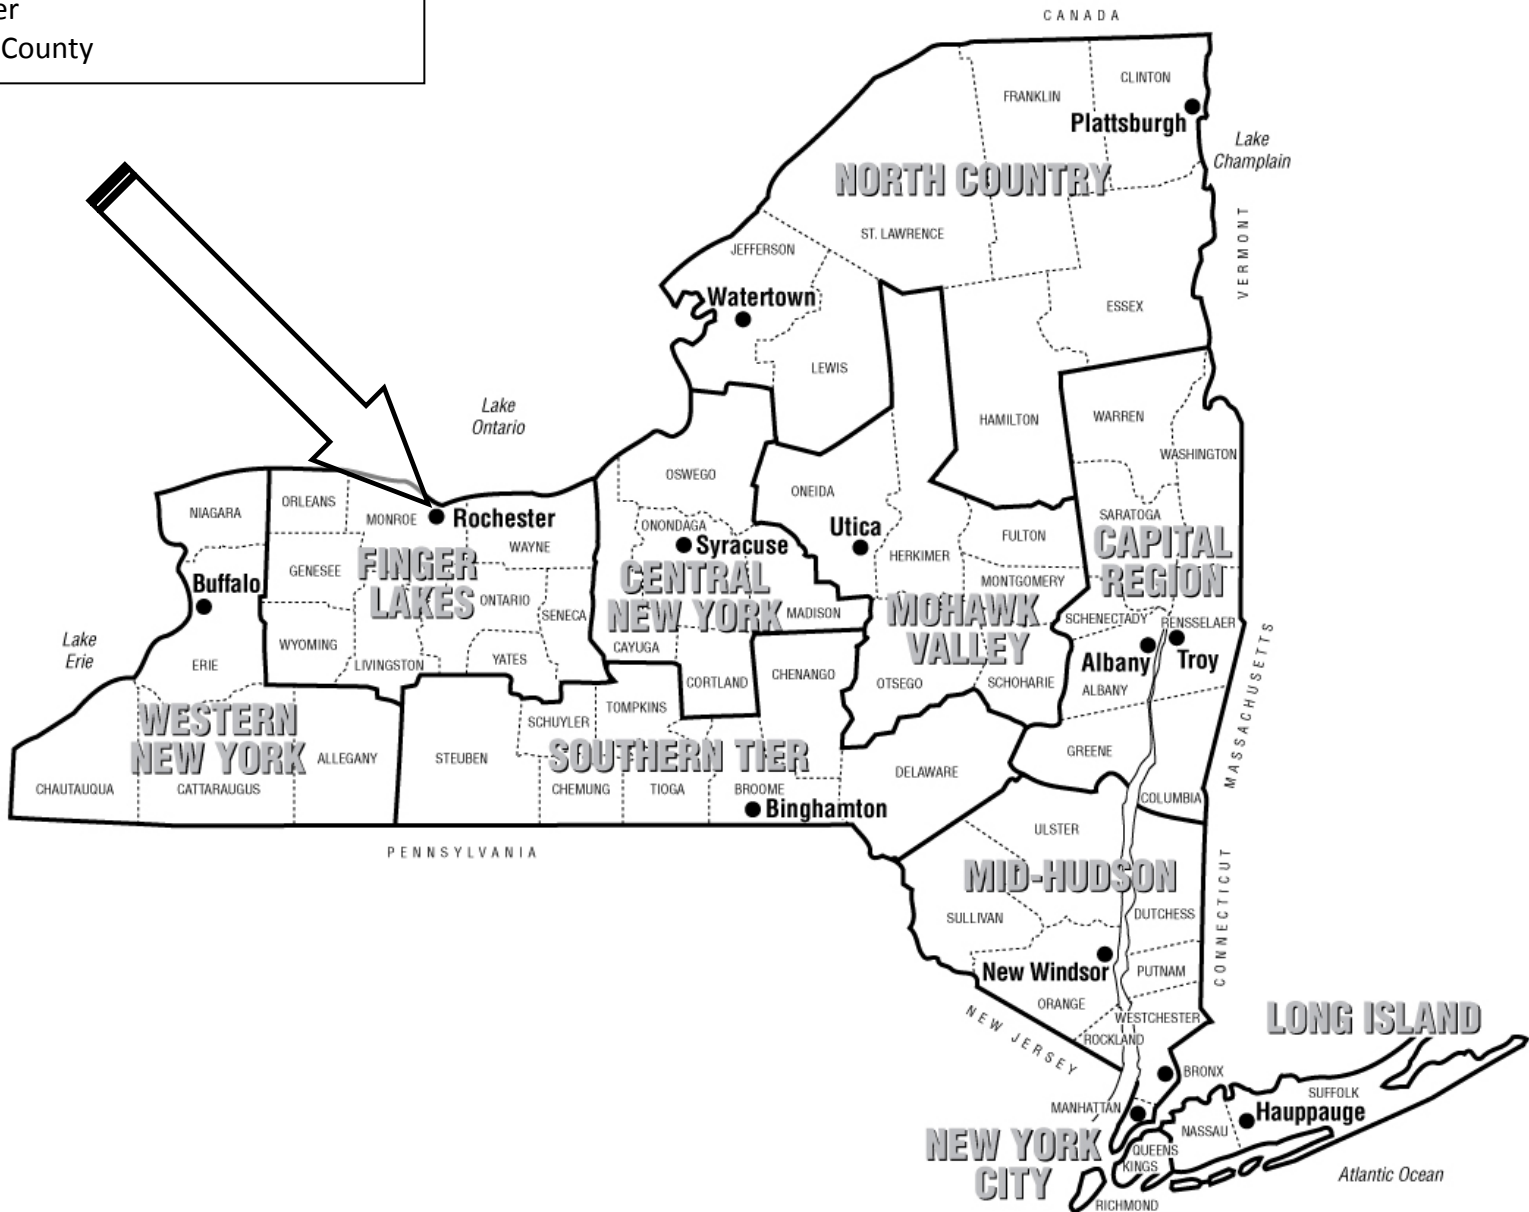 er
County
CANADA
CLINTON
FRANKLIN
Plattsburgh
Lake
Champlain
NORTH COUNTRY
VERMONT
ST. LAWRENCE
JEFFERSON
Watertown
ESSEX
LEWIS
Lake
Ontario
HAMILTON
WARREN
WASHINGTON
OSWEGO
ONEIDA
NIAGARA
ORLEANS
MONROE
Rochester
WAYNE
ONONDAGA
Syracuse
Utica
HERKIMER
FULTON
SARATOGA
CAPITAL
REGION
GENESEE
FINGER
LAKES
ONTARIO
SENECA
CENTRAL
NEW YORK
MADISON
MONTGOMERY
MOHAWK
VALLEY
Buffalo
Lake
Erie
ERIE
WYOMING
LIVINGSTON
YATES
CAYUGA
CORTLAND
CHENANGO
OTSEGO
SCHOHARIE
SCHENECTADY
RENSSELAER
Albany
Troy
ALBANY
MASSACHUSETTS
WESTERN
NEW YORK
ALLEGANY
STEUBEN
SCHUYLER
TOMPKINS
SOUTHERN TIER
CHAUTAUQUA
CATTARAUGUS
CHEMUNG
TIOGA
BROOME
Binghamton
DELAWARE
GREENE
COLUMBIA
PENNSYLVANIA
ULSTER
MID-HUDSON
SULLIVAN
DUTCHESS
CONNECTICUT
New Windsor
PUTNAM
ORANGE
WESTCHESTER
ROCKLAND
NEW JERSEY
LONG ISLAND
BRONX
MANHATTAN
SUFFOLK
Hauppauge
NASSAU
NEW YORK
CITY
QUEENS
KINGS
RICHMOND
Atlantic Ocean